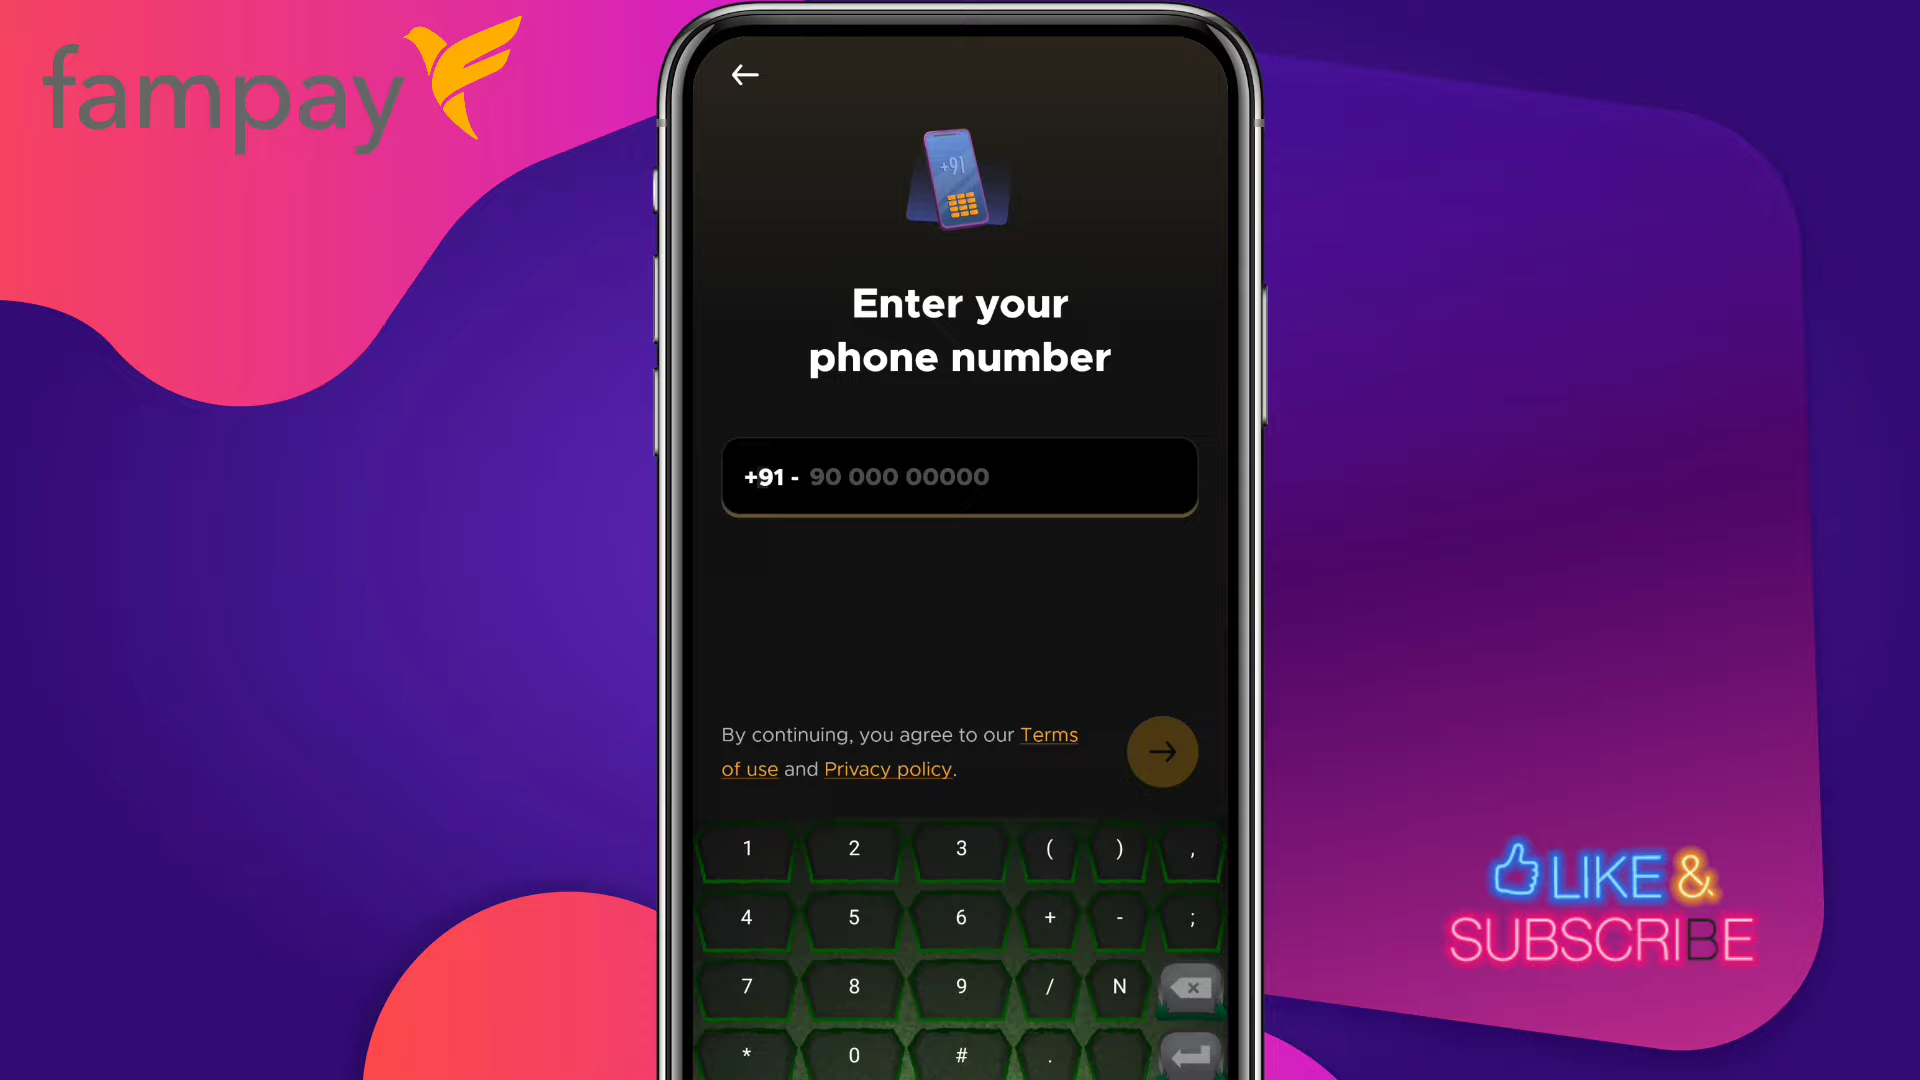 fampay
+91
Enter your
phone number
+91 - 90 000 00000
By continuing, you agree to our Terms
of use and Privacy policy.
1 2 3 ( ) ,
4 5 6 + - ;
7 8 9 / N
* 0 # .
LIKE &
SUBSCRIBE